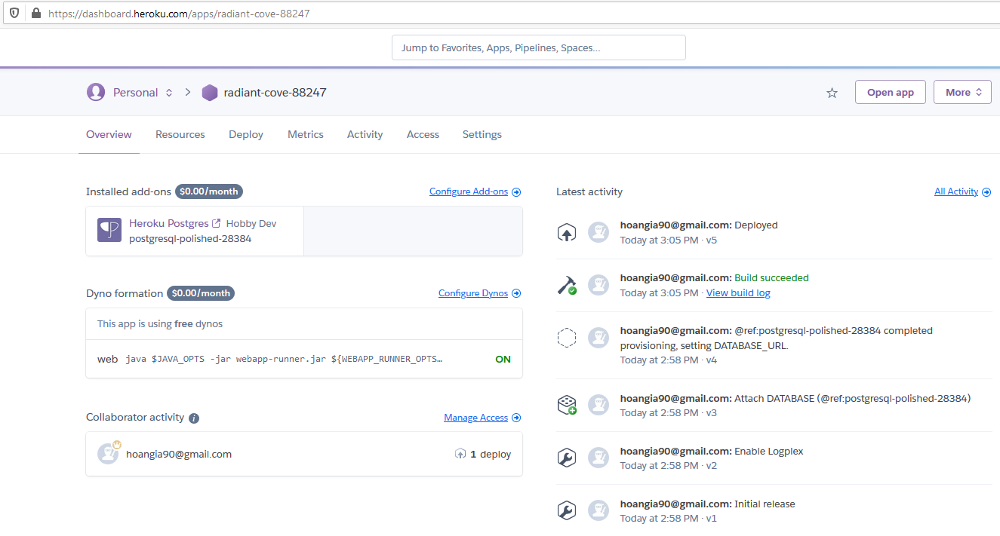 https://dashboard.heroku.com/apps/radiant-cove-88247
Jump to Favorites, Apps, Pipelines, Spaces...
Personal
radiant-cove-88247
Open app
More
Overview
Resources
Deploy
Metrics
Activity
Access
Settings
Installed add-ons $0.00/month
Configure Add-ons
Heroku Postgres Hobby Dev
postgresql-polished-28384
Dyno formation $0.00/month
Configure Dynos
This app is using free dynos
web java $JAVA_OPTS -jar webapp-runner.jar ${WEBAPP_RUNNER_OPTS… ON
Collaborator activity
Manage Access
hoangia90@gmail.com
1 deploy
Latest activity
All Activity
hoangia90@gmail.com: Deployed
Today at 3:05 PM · v5
hoangia90@gmail.com: Build succeeded
Today at 3:05 PM · View build log
hoangia90@gmail.com: @ref:postgresql-polished-28384 completed
provisioning, setting DATABASE_URL.
Today at 2:58 PM · v4
hoangia90@gmail.com: Attach DATABASE (@ref:postgresql-polished-28384)
Today at 2:58 PM · v3
hoangia90@gmail.com: Enable Logplex
Today at 2:58 PM · v2
hoangia90@gmail.com: Initial release
Today at 2:58 PM · v1